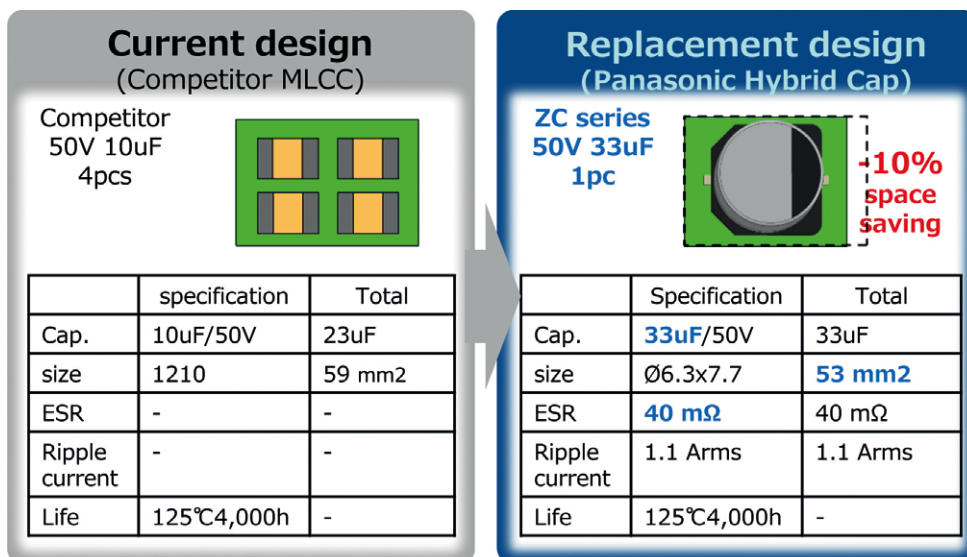 Current design
(Competitor MLCC)
Competitor
50V 10uF
4pcs
specification Total
Cap. 10uF/50V 23uF
size 1210 59 mm2
ESR - -
Ripple current - -
Life 125℃4,000h -
Replacement design
(Panasonic Hybrid Cap)
ZC series
50V 33uF
1pc
-10%
space
saving
Specification Total
Cap. 33uF/50V 33uF
size Ø6.3x7.7 53 mm2
ESR 40 mΩ 40 mΩ
Ripple current 1.1 Arms 1.1 Arms
Life 125℃4,000h -